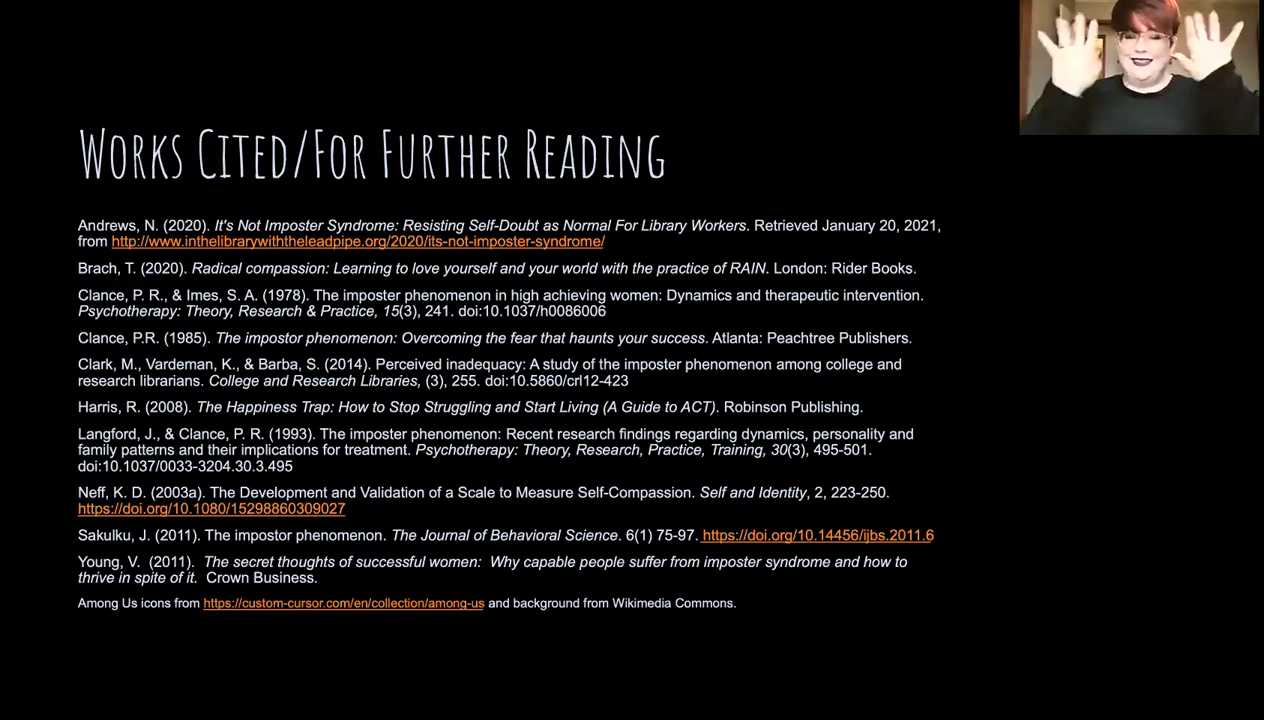 Works Cited/For Further Reading
Andrews, N. (2020). It's Not Imposter Syndrome: Resisting Self-Doubt as Normal For Library Workers. Retrieved January 20, 2021,
from http://www.inthelibrarywiththeleadpipe.org/2020/its-not-imposter-syndrome/
Brach, T. (2020). Radical compassion: Learning to love yourself and your world with the practice of RAIN. London: Rider Books.
Clance, P. R., & Imes, S. A. (1978). The imposter phenomenon in high achieving women: Dynamics and therapeutic intervention.
Psychotherapy: Theory, Research & Practice, 15(3), 241. doi:10.1037/h0086006
Clance, P.R. (1985). The impostor phenomenon: Overcoming the fear that haunts your success. Atlanta: Peachtree Publishers.
Clark, M., Vardeman, K., & Barba, S. (2014). Perceived inadequacy: A study of the imposter phenomenon among college and
research librarians. College and Research Libraries, (3), 255. doi:10.5860/crl12-423
Harris, R. (2008). The Happiness Trap: How to Stop Struggling and Start Living (A Guide to ACT). Robinson Publishing.
Langford, J., & Clance, P. R. (1993). The imposter phenomenon: Recent research findings regarding dynamics, personality and
family patterns and their implications for treatment. Psychotherapy: Theory, Research, Practice, Training, 30(3), 495-501.
doi:10.1037/0033-3204.30.3.495
Neff, K. D. (2003a). The Development and Validation of a Scale to Measure Self-Compassion. Self and Identity, 2, 223-250.
https://doi.org/10.1080/15298860309027
Sakulku, J. (2011). The impostor phenomenon. The Journal of Behavioral Science. 6(1) 75-97. https://doi.org/10.14456/ijbs.2011.6
Young, V. (2011). The secret thoughts of successful women: Why capable people suffer from imposter syndrome and how to
thrive in spite of it. Crown Business.
Among Us icons from https://custom-cursor.com/en/collection/among-us and background from Wikimedia Commons.